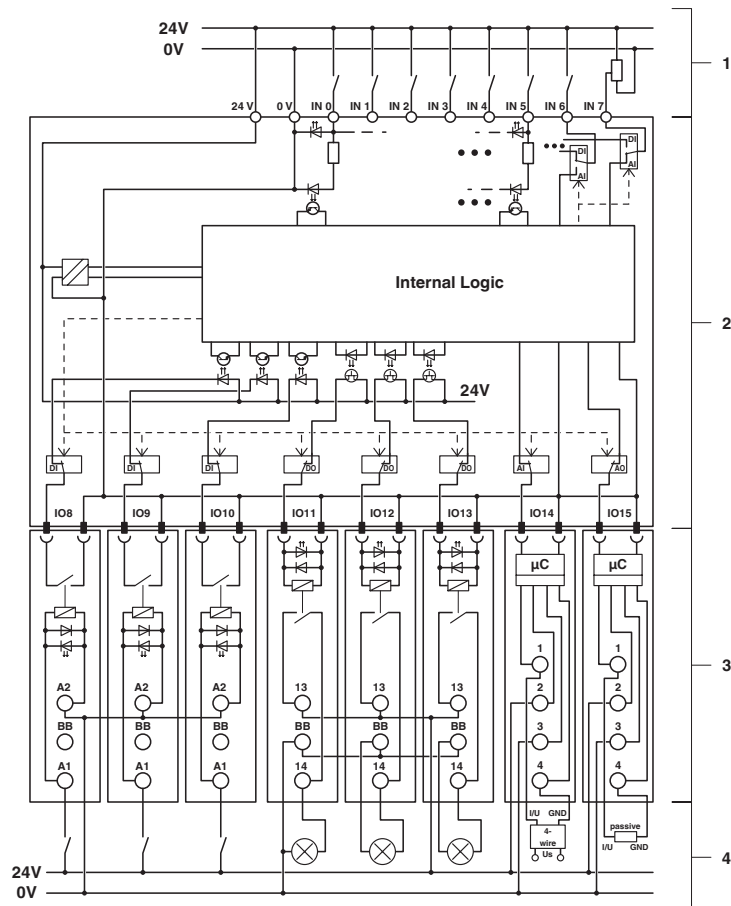 24V
0V
1
24 V 0 V IN 0 IN 1 IN 2 IN 3 IN 4 IN 5 IN 6 IN 7
DI DI
AI AI
Internal Logic
2
24V
DI DI DI DO DO DO AI AO
IO8 IO9 IO10 IO11 IO12 IO13 IO14 IO15
µC µC
1 1
3
A2 A2 A2 13 13 13 2 2
BB BB BB BB BB BB 3 3
A1 A1 A1 14 14 14 4 4
I/U GND
4-
wire
Us
passive
I/U GND
4
24V
0V